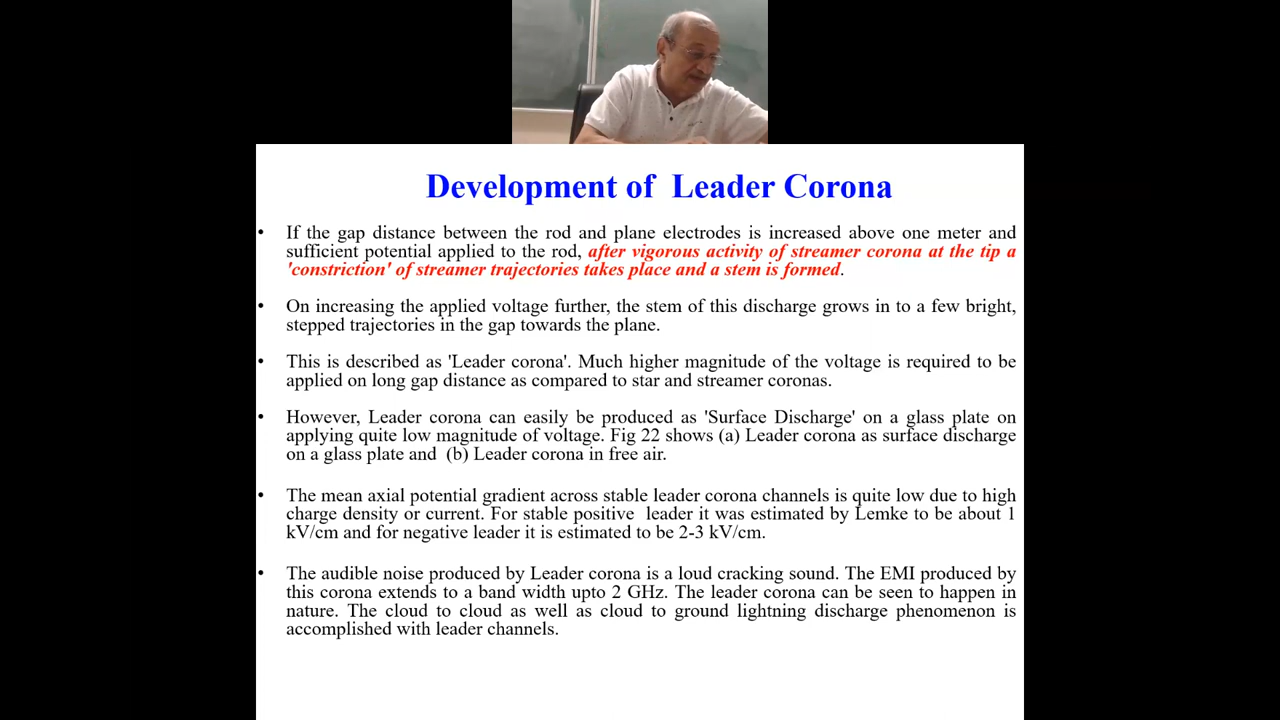 Development of Leader Corona
• If the gap distance between the rod and plane electrodes is increased above one meter and
sufficient potential applied to the rod, after vigorous activity of streamer corona at the tip a
'constriction' of streamer trajectories takes place and a stem is formed.
• On increasing the applied voltage further, the stem of this discharge grows in to a few bright,
stepped trajectories in the gap towards the plane.
• This is described as 'Leader corona'. Much higher magnitude of the voltage is required to be
applied on long gap distance as compared to star and streamer coronas.
• However, Leader corona can easily be produced as 'Surface Discharge' on a glass plate on
applying quite low magnitude of voltage. Fig 22 shows (a) Leader corona as surface discharge
on a glass plate and (b) Leader corona in free air.
• The mean axial potential gradient across stable leader corona channels is quite low due to high
charge density or current. For stable positive leader it was estimated by Lemke to be about 1
kV/cm and for negative leader it is estimated to be 2-3 kV/cm.
• The audible noise produced by Leader corona is a loud cracking sound. The EMI produced by
this corona extends to a band width upto 2 GHz. The leader corona can be seen to happen in
nature. The cloud to cloud as well as cloud to ground lightning discharge phenomenon is
accomplished with leader channels.